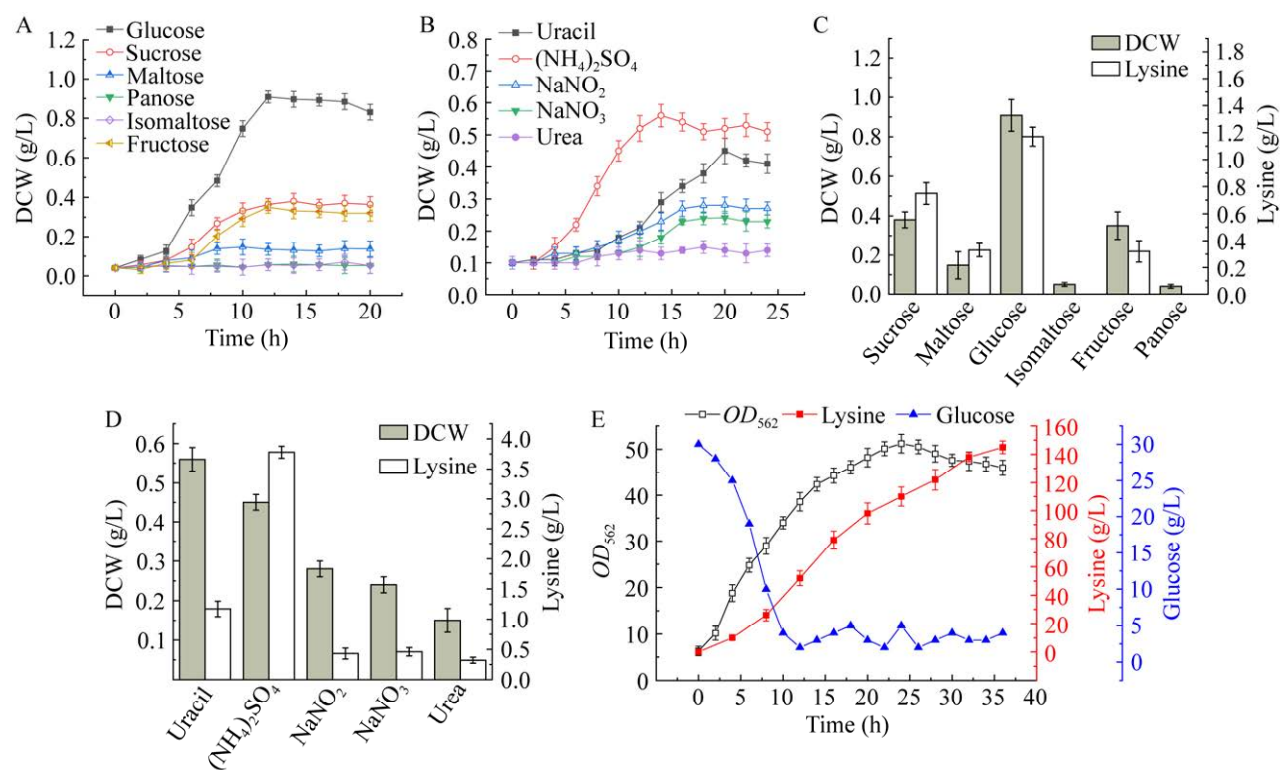 A
Glucose
Sucrose
Maltose
Panose
Isomaltose
Fructose
DCW (g/L)
1.2
1.0
0.8
0.6
0.4
0.2
0.0
0 5 10 15 20
Time (h)
B
Uracil
(NH4)2SO4
NaNO2
NaNO3
Urea
DCW (g/L)
0.8
0.7
0.6
0.5
0.4
0.3
0.2
0.1
0.0
0 5 10 15 20 25
Time (h)
C
DCW
Lysine
DCW (g/L)
1.2
1.0
0.8
0.6
0.4
0.2
0.0
Lysine (g/L)
1.8
1.6
1.4
1.2
1.0
0.8
0.6
0.4
0.2
0.0
Sucrose Maltose Glucose Isomaltose Fructose Panose
D
DCW
Lysine
DCW (g/L)
0.6
0.5
0.4
0.3
0.2
0.1
Lysine (g/L)
4.0
3.5
3.0
2.5
2.0
1.5
1.0
0.5
0.0
Uracil (NH4)2SO4 NaNO2 NaNO3 Urea
E
OD562 Lysine Glucose
OD562
50
40
30
20
10
0
Lysine (g/L)
160
140
120
100
80
60
40
20
0
Glucose (g/L)
30
25
20
15
10
5
0
0 5 10 15 20 25 30 35 40
Time (h)